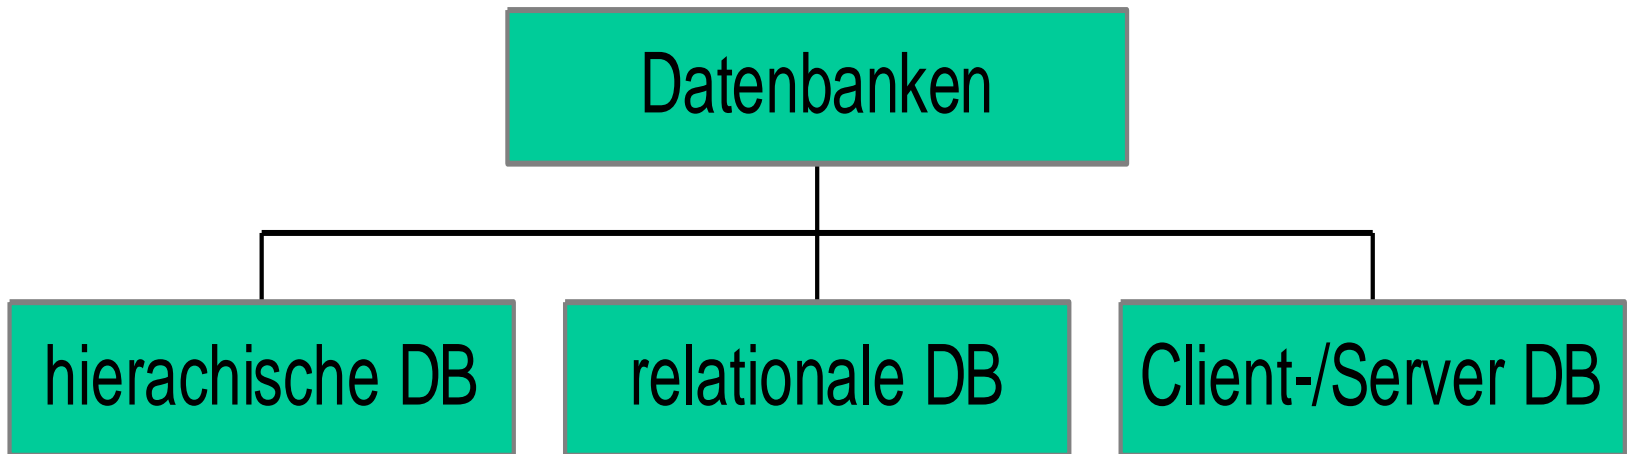 Datenbanken
hierachische DB
relationale DB
Client-/Server DB